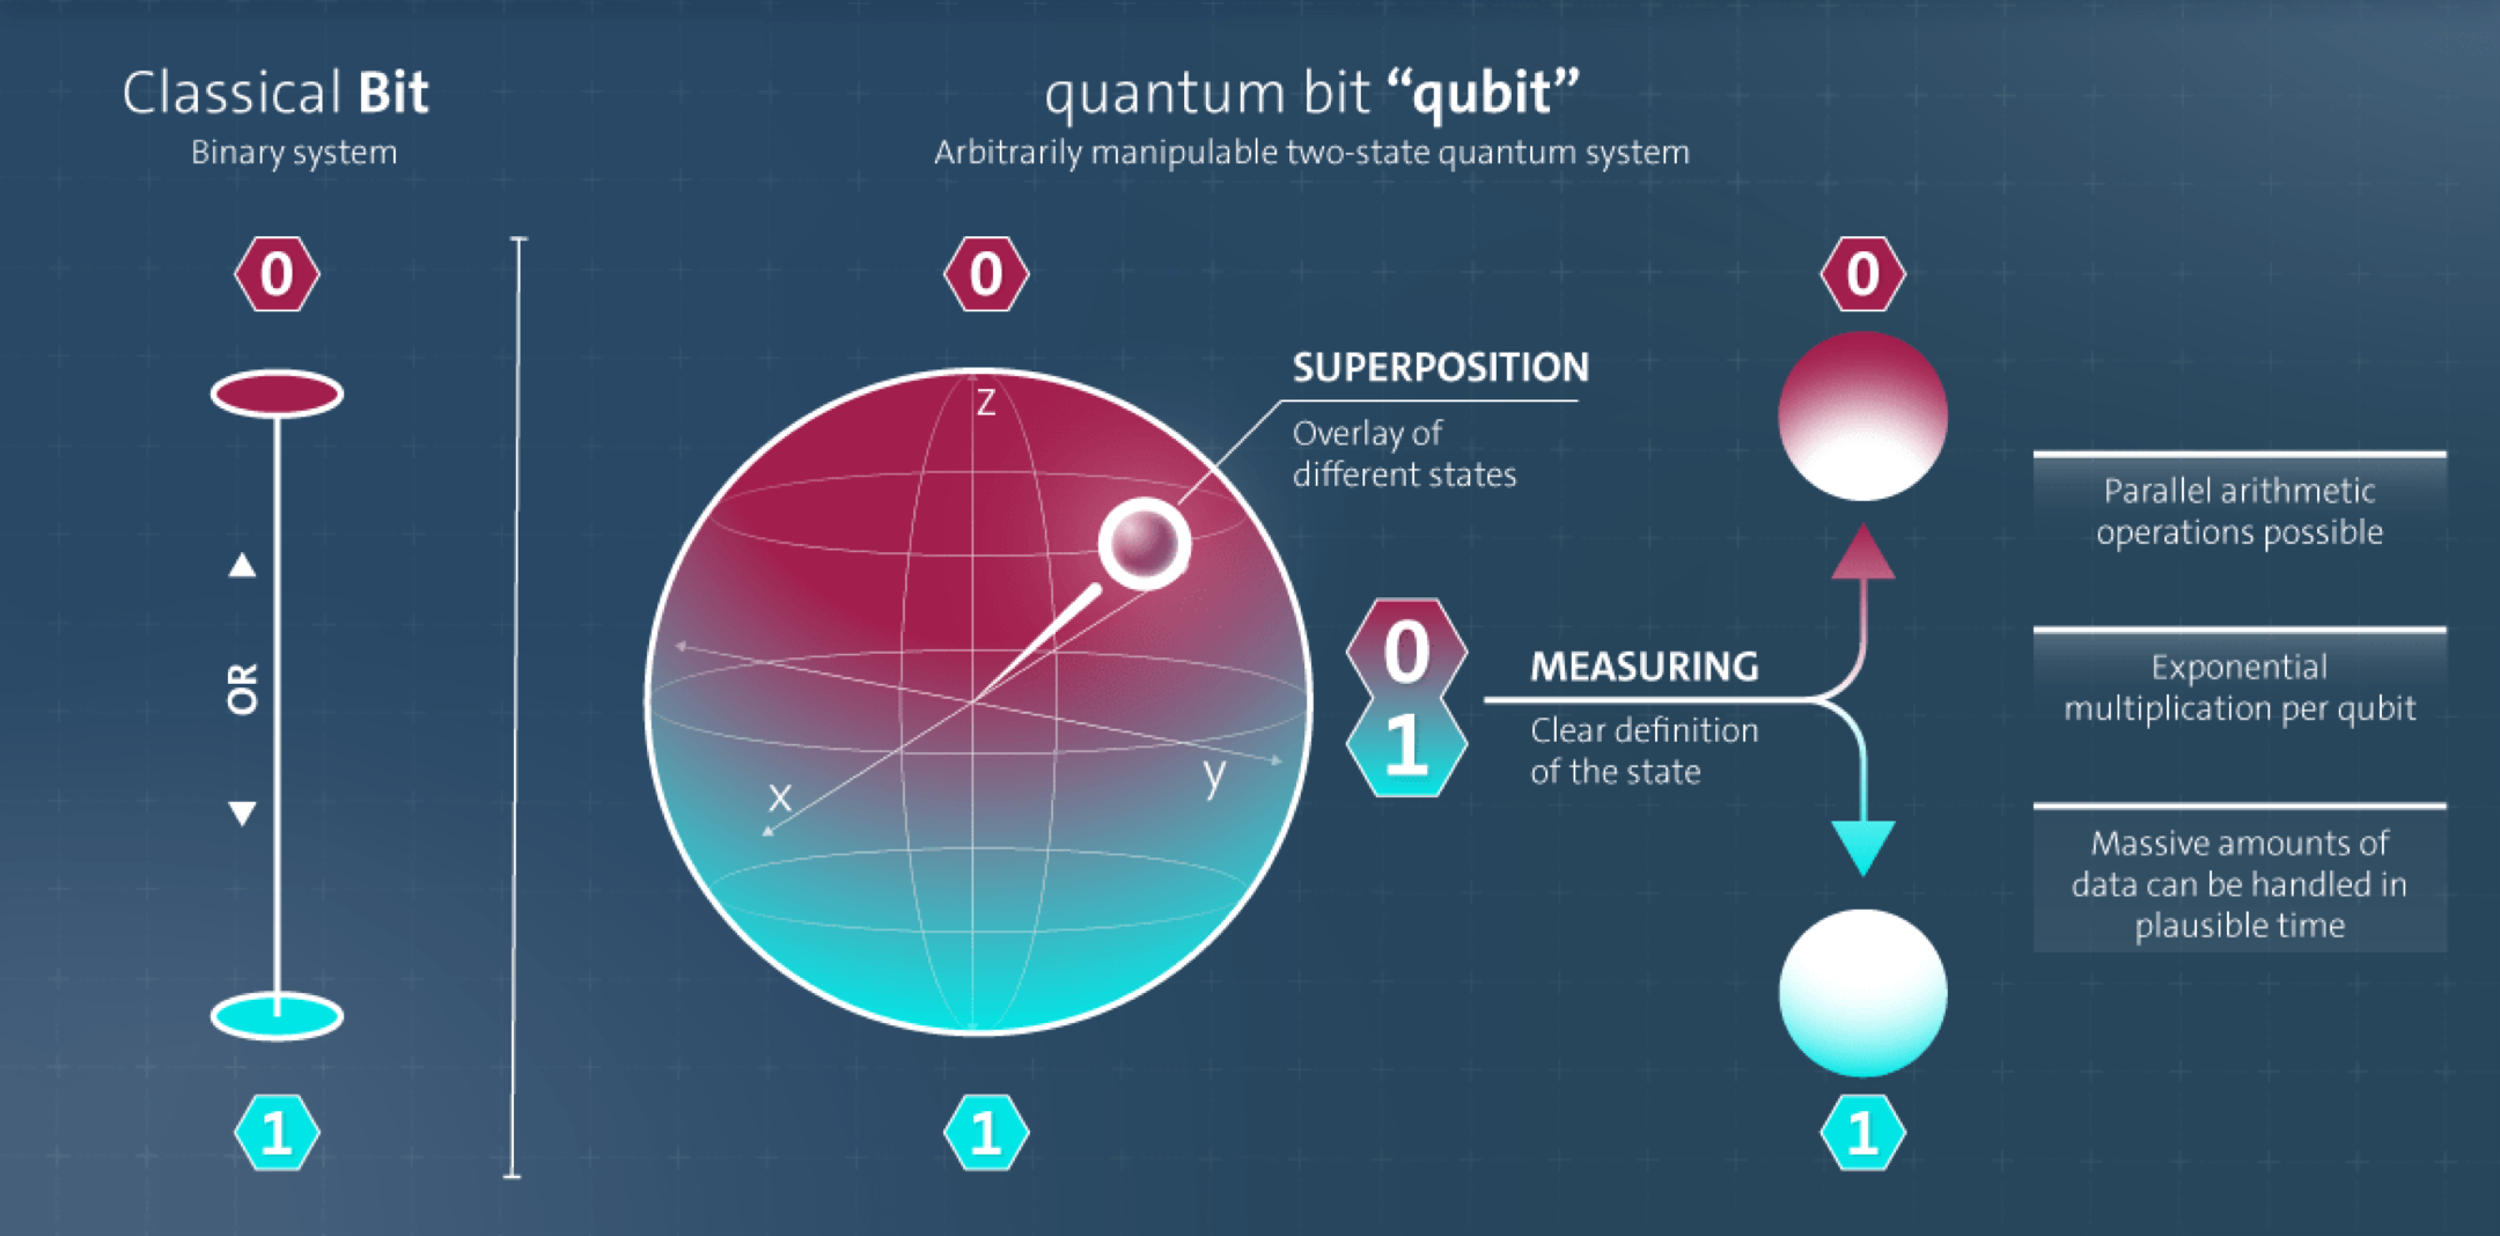 Classical Bit
Binary system
0
OR
1
quantum bit “qubit”
Arbitrarily manipulable two-state quantum system
0
z
x
y
1
SUPERPOSITION
Overlay of
different states
0
1
MEASURING
Clear definition
of the state
0
1
Parallel arithmetic
operations possible
Exponential
multiplication per qubit
Massive amounts of
data can be handled in
plausible time